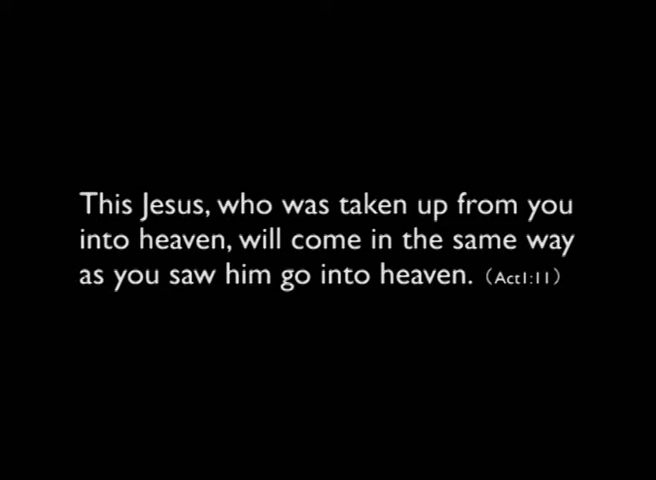 This Jesus, who was taken up from you
into heaven, will come in the same way
as you saw him go into heaven. (Act1:11)